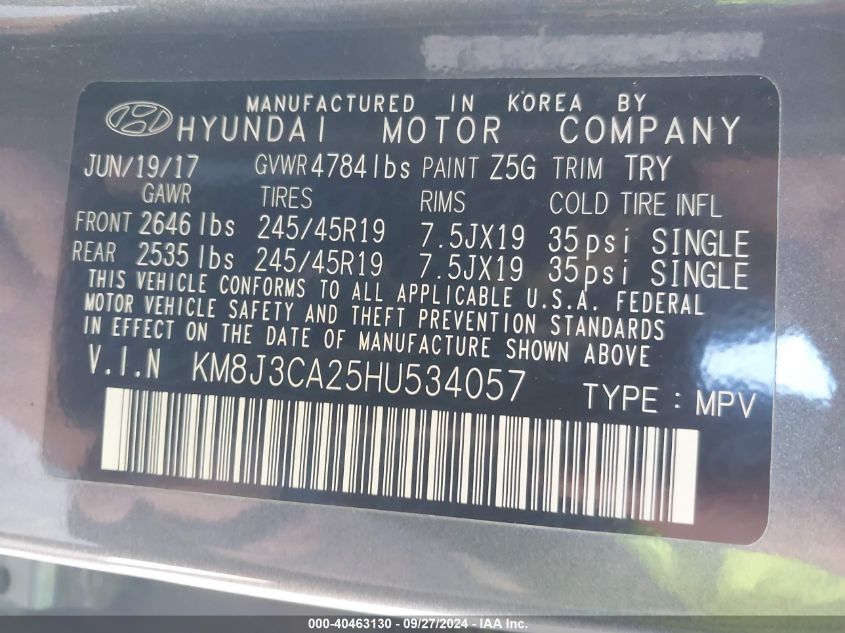 MANUFACTURED IN KOREA BY
HYUNDAI MOTOR COMPANY
JUN/19/17 GVWR 4784 lbs PAINT Z5G TRIM TRY
GAWR TIRES RIMS COLD TIRE INFL
FRONT 2646 lbs 245/45R19 7.5JX19 35psi SINGLE
REAR 2535 lbs 245/45R19 7.5JX19 35psi SINGLE
THIS VEHICLE CONFORMS TO ALL APPLICABLE U.S.A. FEDERAL
MOTOR VEHICLE SAFETY AND THEFT PREVENTION STANDARDS
IN EFFECT ON THE DATE OF MANUFACTURE SHOWN ABOVE
V.I.N KM8J3CA25HU534057 TYPE : MPV
000-40463130 - 09/27/2024 - IAA Inc.